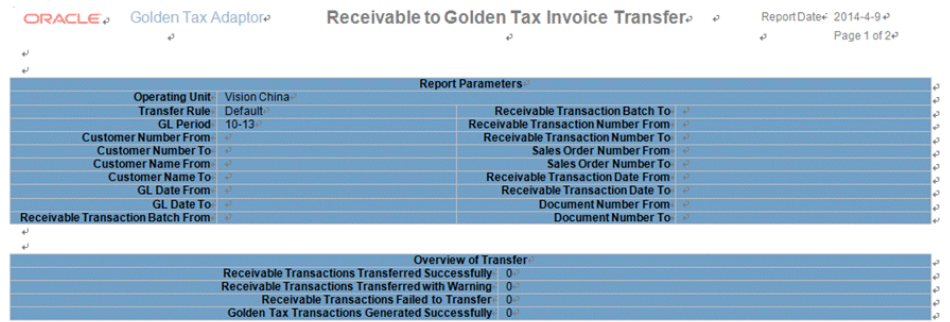 ORACLE Golden Tax Adaptor Receivable to Golden Tax Invoice Transfer Report Date 2014-4-9
Page 1 of 2
Report Parameters
Operating Unit Vision China
Transfer Rule Default Receivable Transaction Batch To
GL Period 10-13 Receivable Transaction Number From
Customer Number From Receivable Transaction Number To
Customer Number To Sales Order Number From
Customer Name From Sales Order Number To
Customer Name To Receivable Transaction Date From
GL Date From Receivable Transaction Date To
GL Date To Document Number From
Receivable Transaction Batch From Document Number To
Overview of Transfer
Receivable Transactions Transferred Successfully 0
Receivable Transactions Transferred with Warning 0
Receivable Transactions Failed to Transfer 0
Golden Tax Transactions Generated Successfully 0